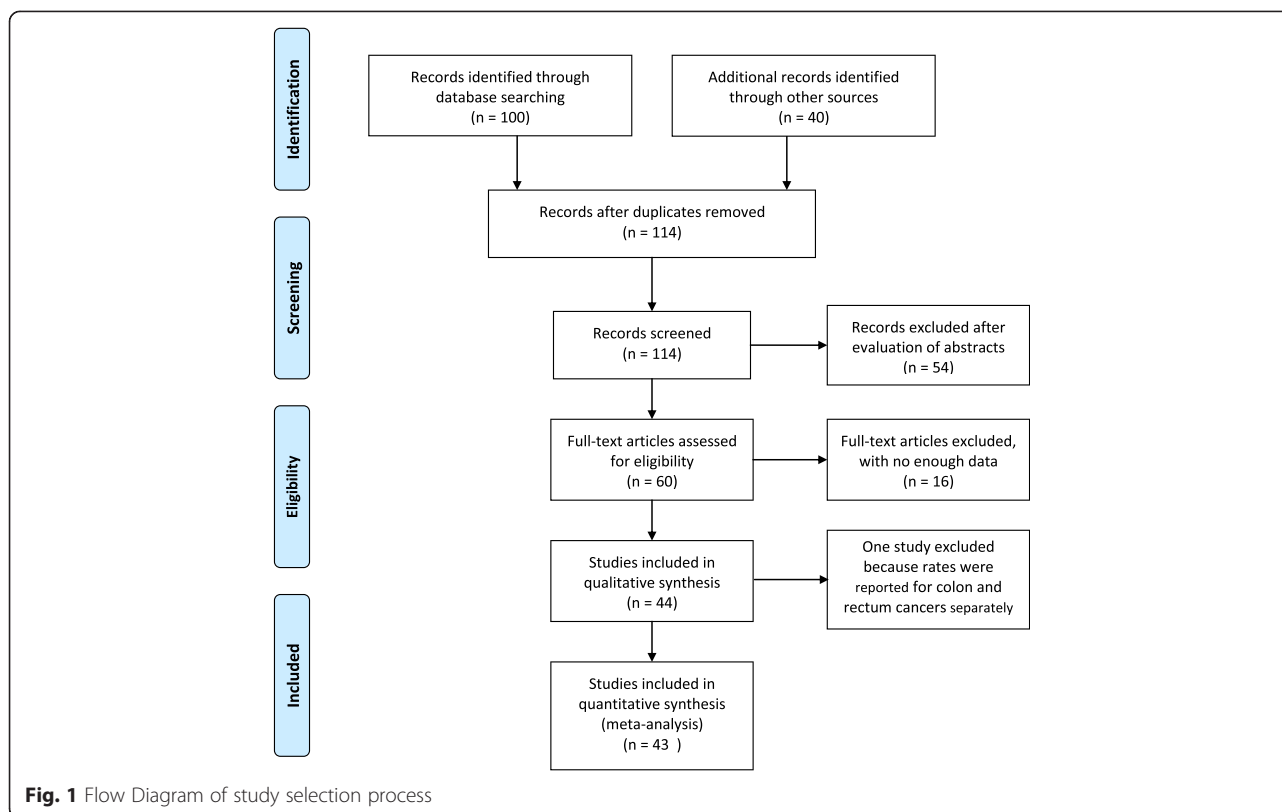 Identification
Records identified through
database searching
(n = 100)
Additional records identified
through other sources
(n = 40)
Screening
Records after duplicates removed
(n = 114)
Records screened
(n = 114)
Records excluded after
evaluation of abstracts
(n = 54)
Eligibility
Full-text articles assessed
for eligibility
(n = 60)
Full-text articles excluded,
with no enough data
(n = 16)
Studies included in
qualitative synthesis
(n = 44)
One study excluded
because rates were
reported for colon and
rectum cancers separately
Included
Studies included in
quantitative synthesis
(meta-analysis)
(n = 43  )
Fig. 1 Flow Diagram of study selection process